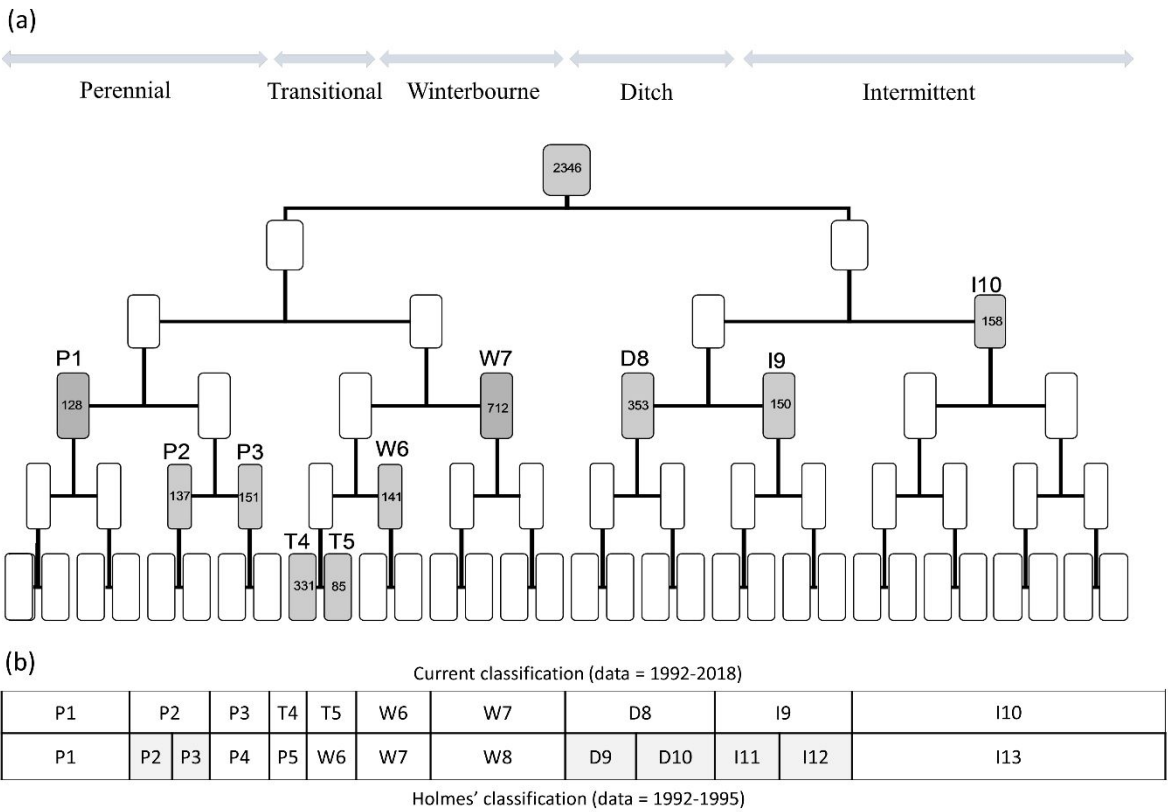 (a)
Perennial Transitional Winterbourne Ditch Intermittent
2346
I10
158
P1 W7 D8 I9
128 712 353 150
P2 P3 W6
137 151 141
T4 T5
331 85
(b)
Current classification (data = 1992-2018)
P1 P2 P3 T4 T5 W6 W7 D8 I9 I10
P1 P2 P3 P4 P5 W6 W7 W8 D9 D10 I11 I12 I13
Holmes’ classification (data = 1992-1995)